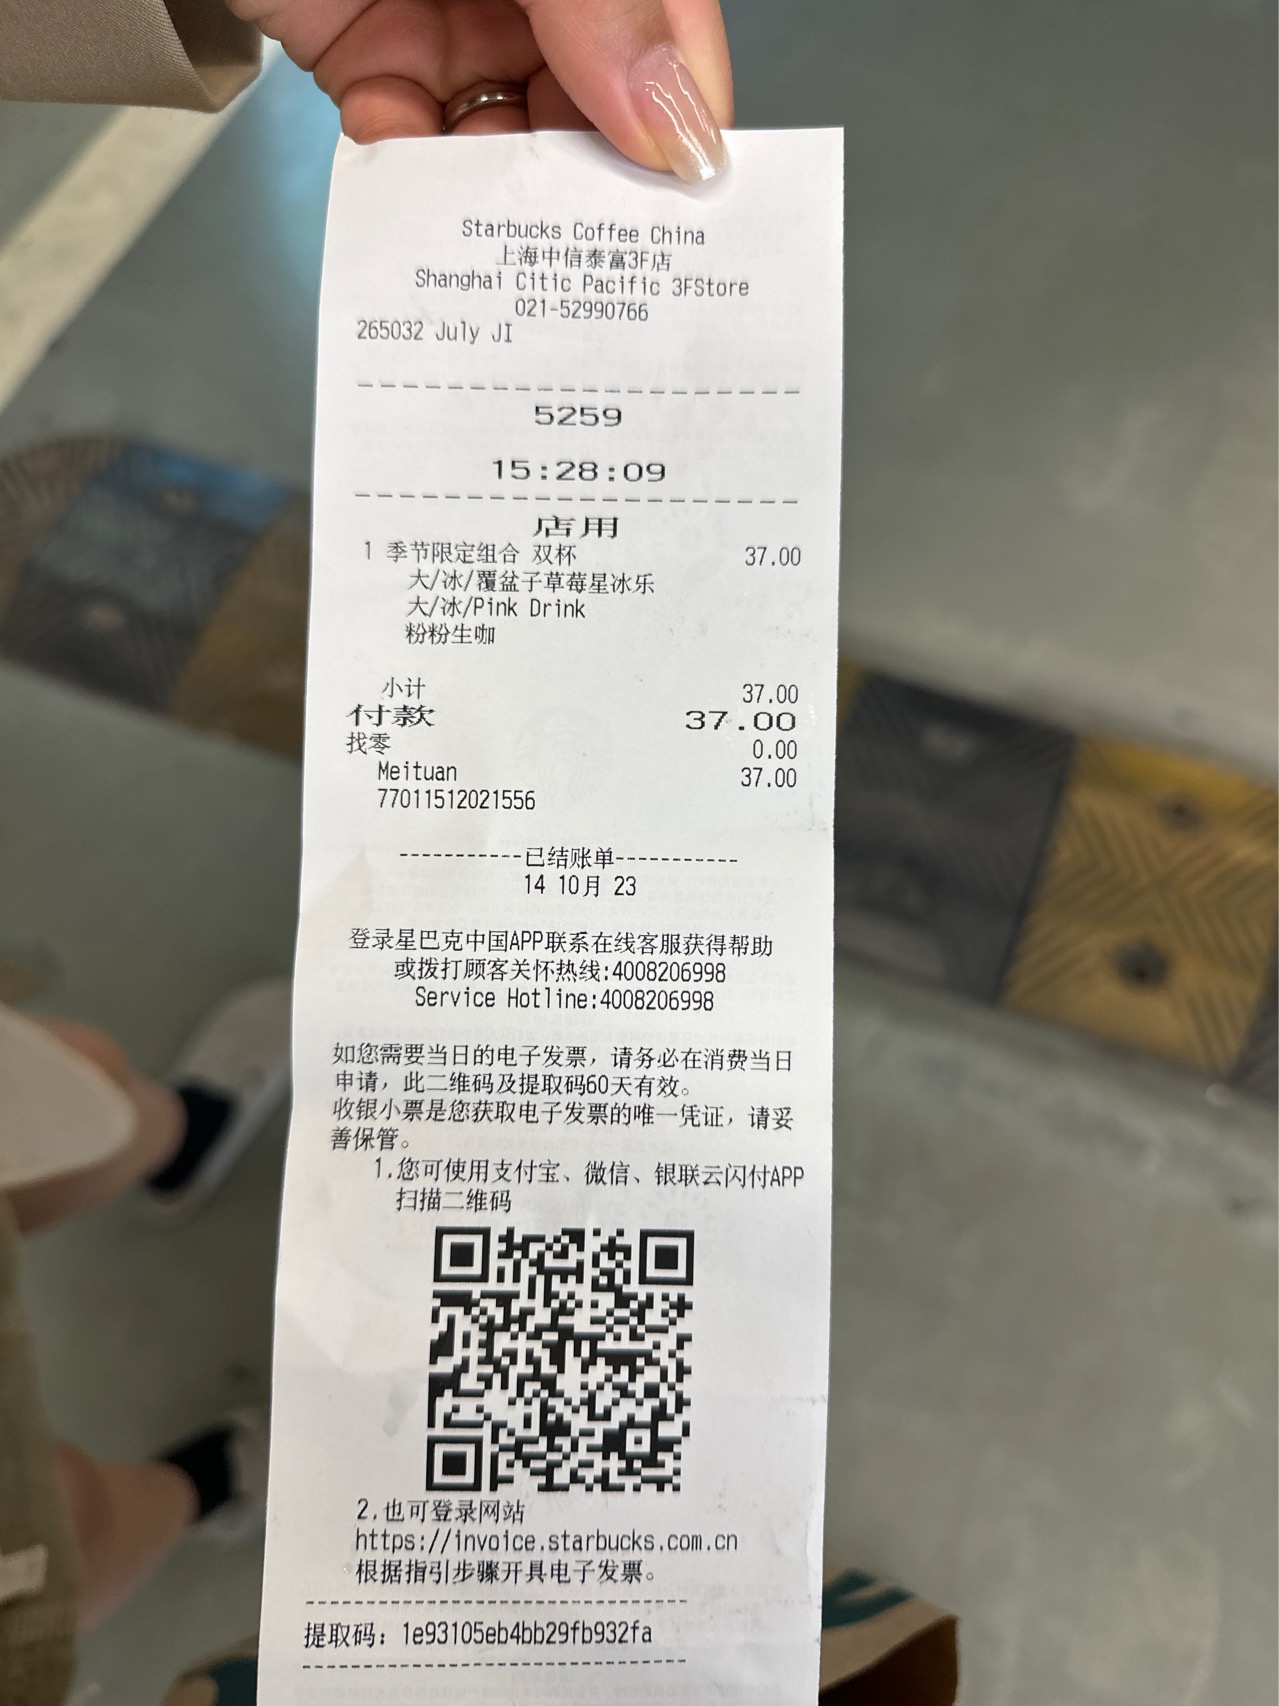 Starbucks Coffee China
上海中信泰富3F店
Shanghai Citic Pacific 3FStore
021-52990766
265032 July JI
5259
15:28:09
店用
1 季节限定组合 双杯 37.00
大/冰/覆盆子草莓星冰乐
大/冰/Pink Drink
粉粉生咖
小计 37.00
付款 37.00
找零 0.00
Meituan 37.00
77011512021556
-----------已结账单-----------
14 10月 23
登录星巴克中国APP联系在线客服获得帮助
或拨打顾客关怀热线:4008206998
Service Hotline:4008206998
如您需要当日的电子发票，请务必在消费当日
申请，此二维码及提取码60天有效。
收银小票是您获取电子发票的唯一凭证，请妥
善保管。
1.您可使用支付宝、微信、银联云闪付APP
扫描二维码
2.也可登录网站
https://invoice.starbucks.com.cn
根据指引步骤开具电子发票。
提取码：1e93105eb4bb29fb932fa